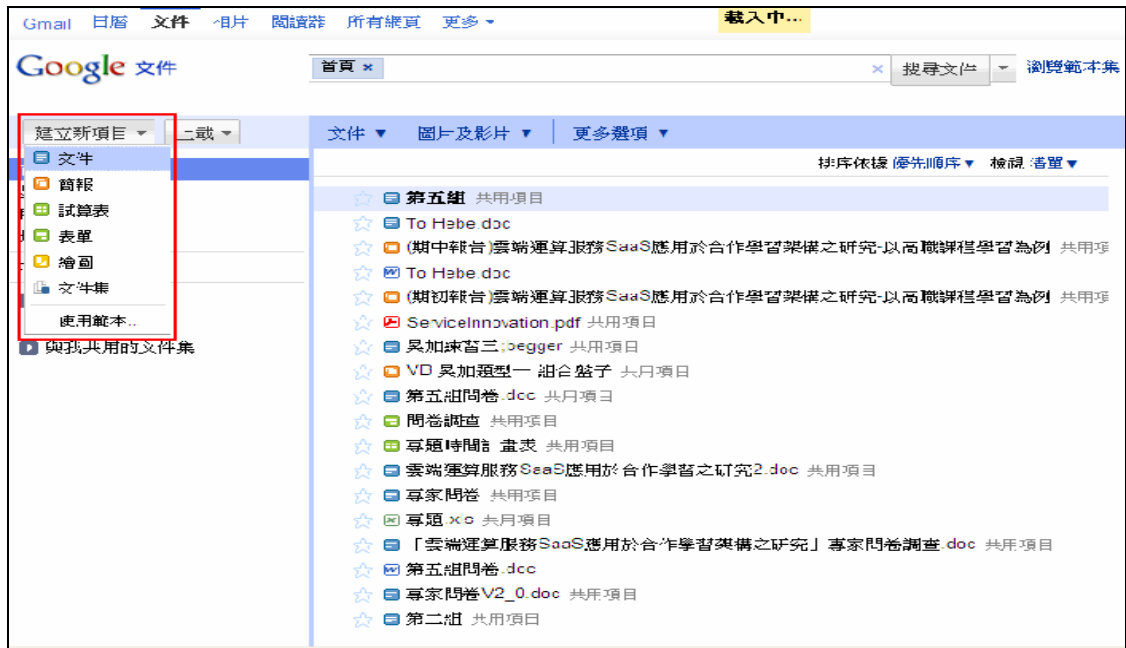 Gmail 日曆 文件 相片 閱讀器 所有網頁 更多
載入中...
Google 文件
首頁 × × 搜尋文件 瀏覽範本集
建立新項目 上載 文件 圖片及影片 更多選項
排序依據 優先順序 檢視 清單
文件
簡報
試算表
表單
繪圖
文件集
使用範本...
與我共用的文件集
第五組 共用項目
To Hebe.doc
(期中報告)雲端運算服務SaaS應用於合作學習架構之研究-以高職課程學習為例 共用項
To Hebe.doc
(期初報告)雲端運算服務SaaS應用於合作學習架構之研究-以高職課程學習為例 共用項
ServiceInnovation.pdf 共用項目
begger 共用項目
共用項目
第五組問卷.doc 共用項目
問卷調查 共用項目
專題時間計畫表 共用項目
雲端運算服務SaaS應用於合作學習之研究2.doc 共用項目
專家問卷 共用項目
專題.xls 共用項目
「雲端運算服務SaaS應用於合作學習架構之研究」專家問卷調查.doc 共用項目
第五組問卷.doc
專家問卷V2_0.doc 共用項目
第二組 共用項目